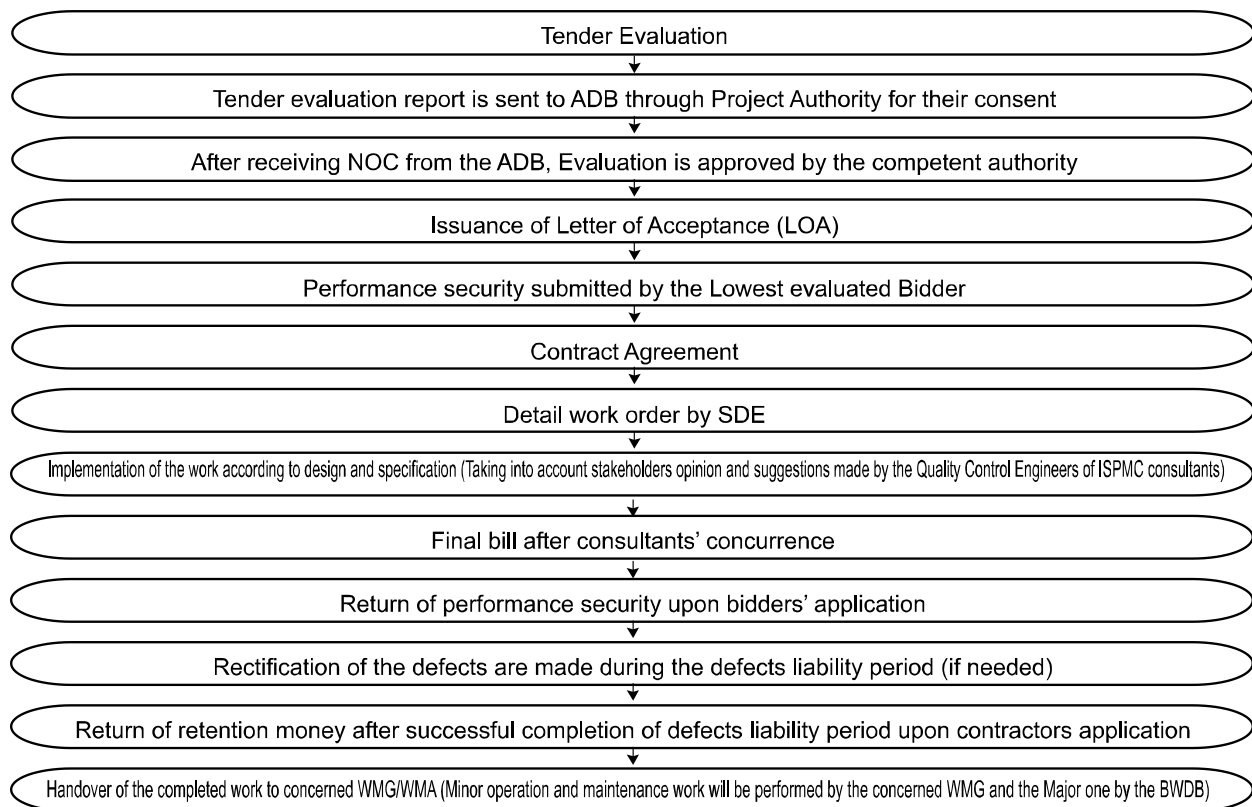 Tender Evaluation
Tender evaluation report is sent to ADB through Project Authority for their consent
After receiving NOC from the ADB, Evaluation is approved by the competent authority
Issuance of Letter of Acceptance (LOA)
Performance security submitted by the Lowest evaluated Bidder
Contract Agreement
Detail work order by SDE
Implementation of the work according to design and specification (Taking into account stakeholders opinion and suggestions made by the Quality Control Engineers of ISPMC consultants)
Final bill after consultants’ concurrence
Return of performance security upon bidders’ application
Rectification of the defects are made during the defects liability period (if needed)
Return of retention money after successful completion of defects liability period upon contractors application
Handover of the completed work to concerned WMG/WMA (Minor operation and maintenance work will be performed by the concerned WMG and the Major one by the BWDB)